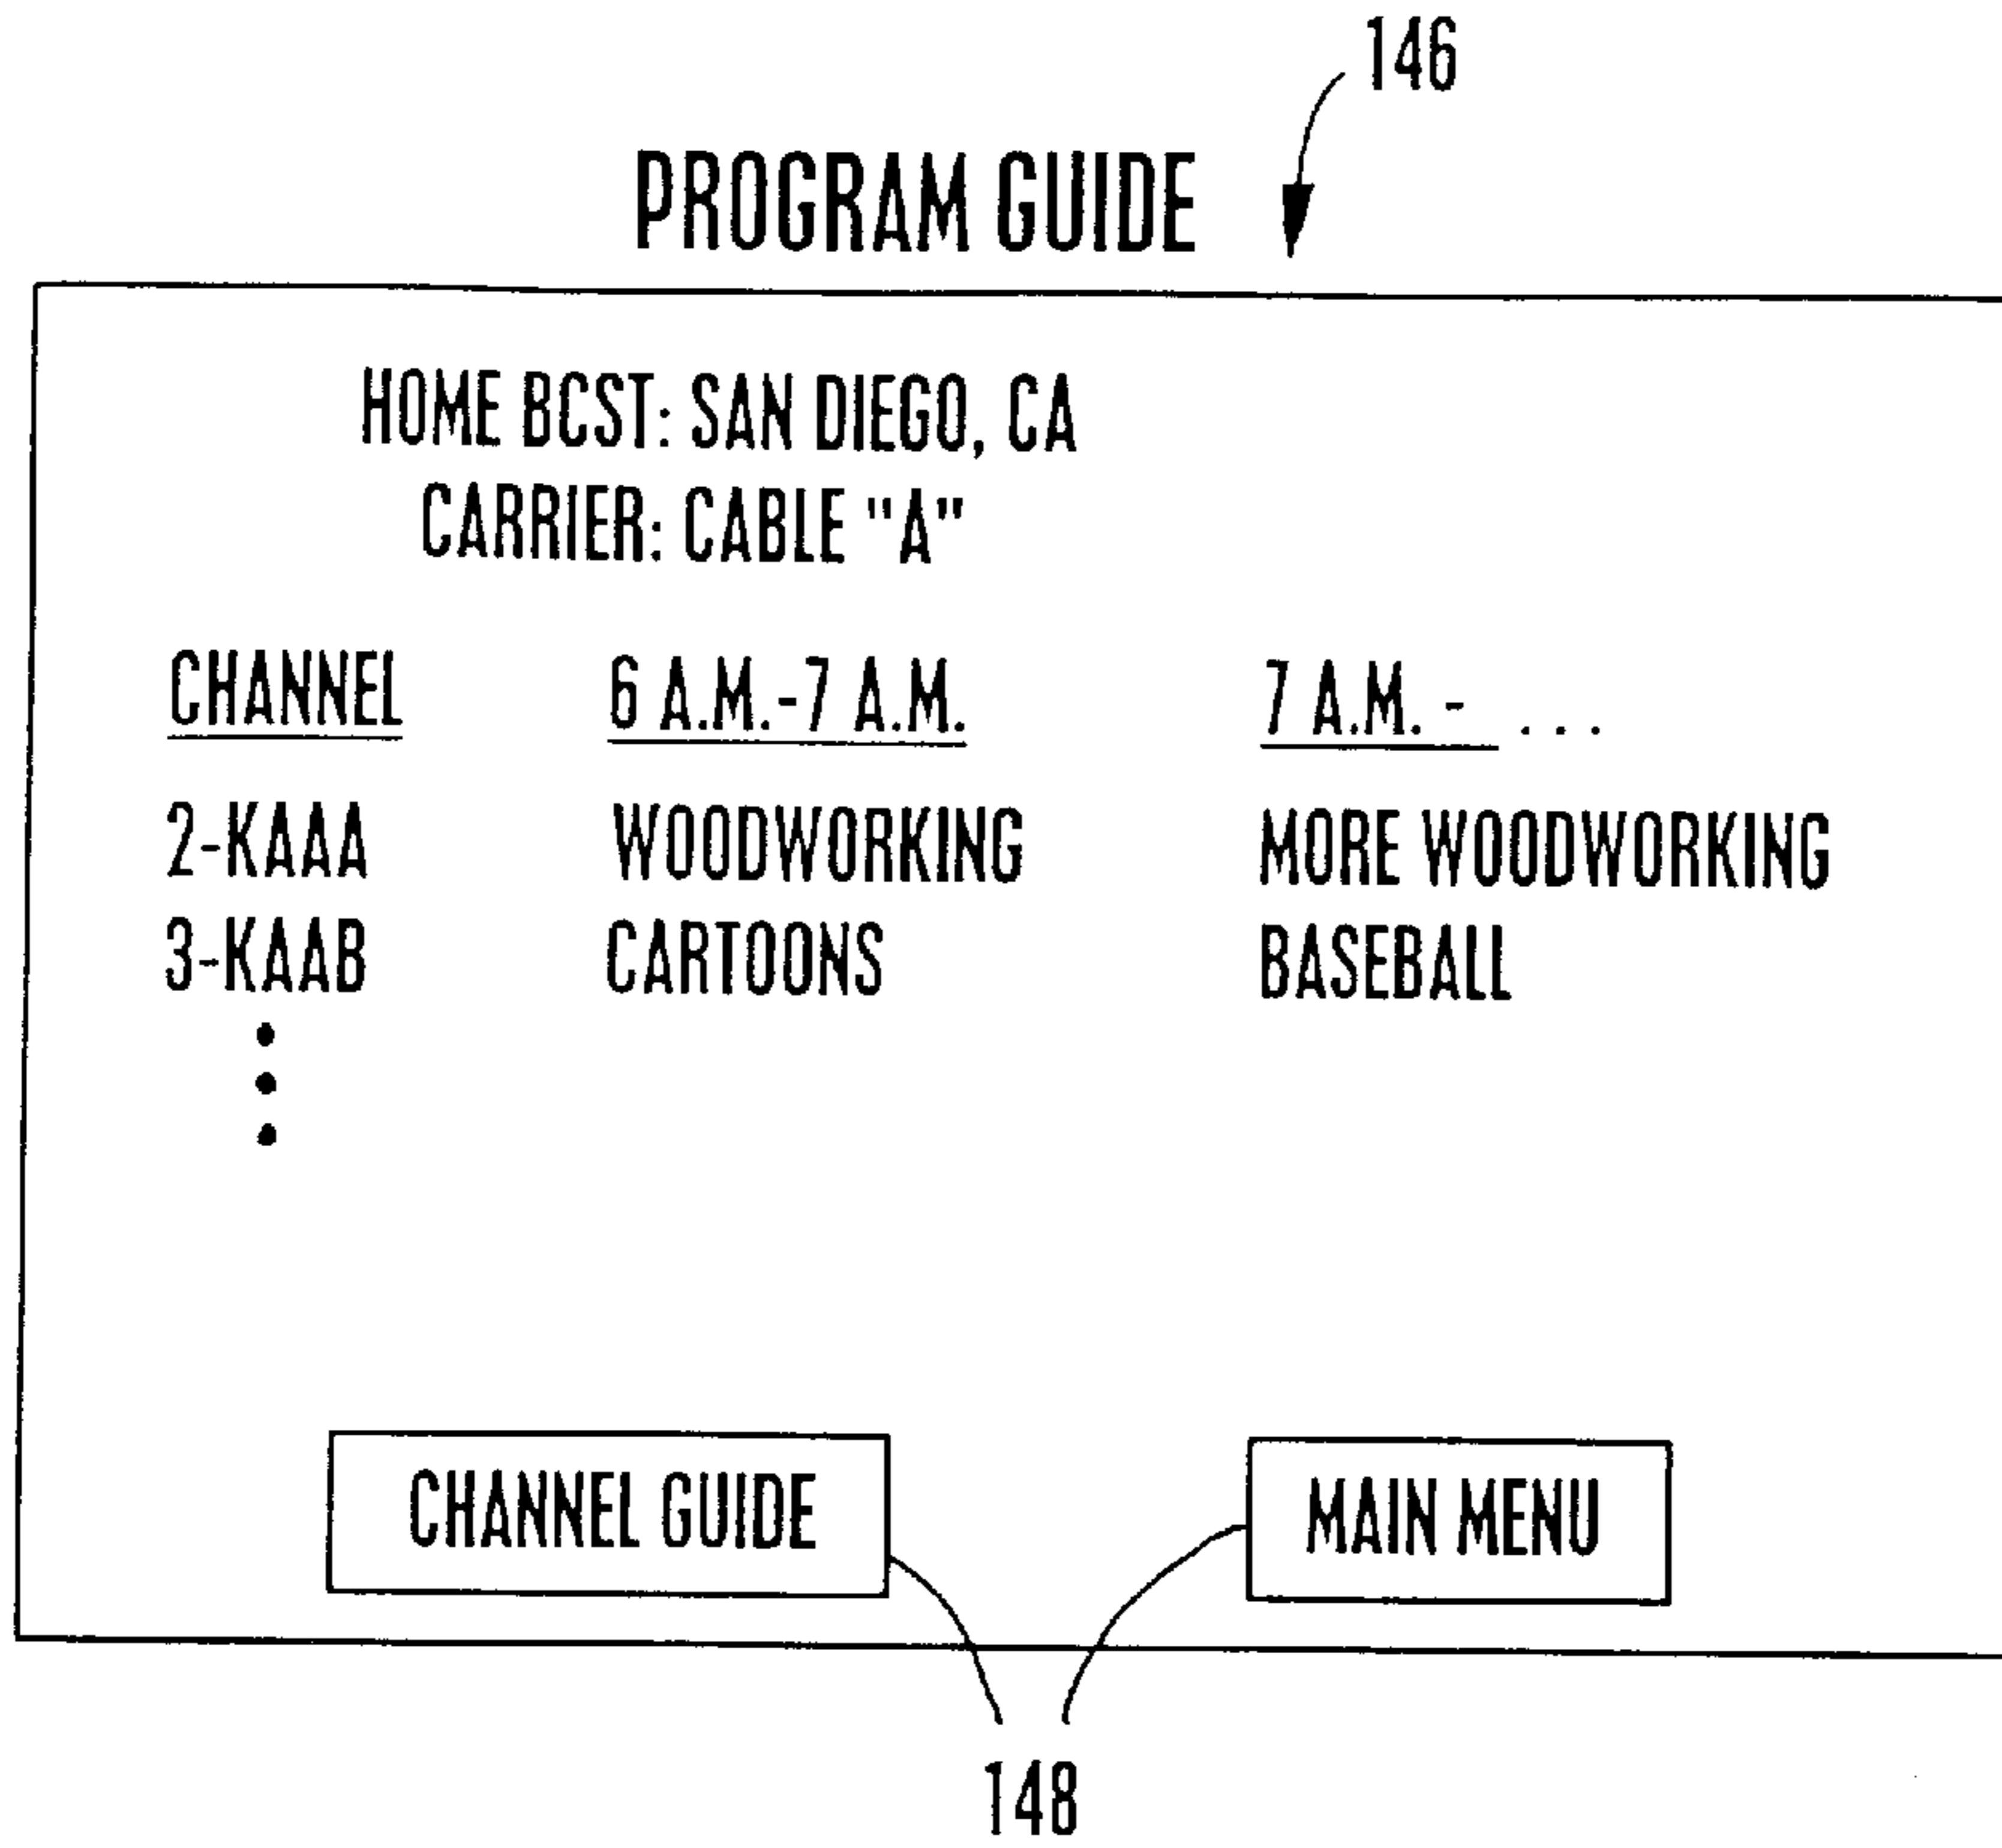 146
PROGRAM GUIDE
HOME BCST: SAN DIEGO, CA
CARRIER: CABLE "A"
CHANNEL 6 A.M.-7 A.M. 7 A.M. - . . .
2-KAAA WOODWORKING MORE WOODWORKING
3-KAAB CARTOONS BASEBALL
CHANNEL GUIDE MAIN MENU
148